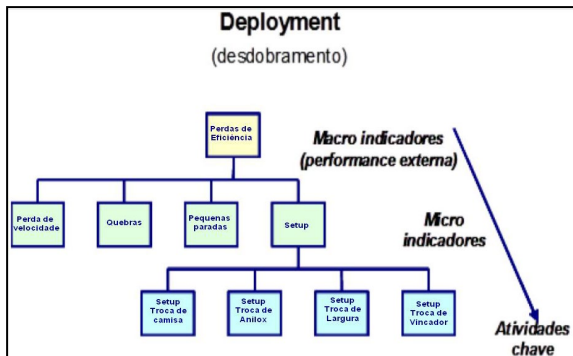 Deployment
(desdobramento)
Perdas de
Eficiência
Macro indicadores
(performance externa)
Perda de
velocidade
Quebras
Pequenas
paradas
Setup
Micro
indicadores
Setup
Troca de
camisa
Setup
Troca de
Anilox
Setup
Troca de
Largura
Setup
Troca de
Vincador
Atividades
chave